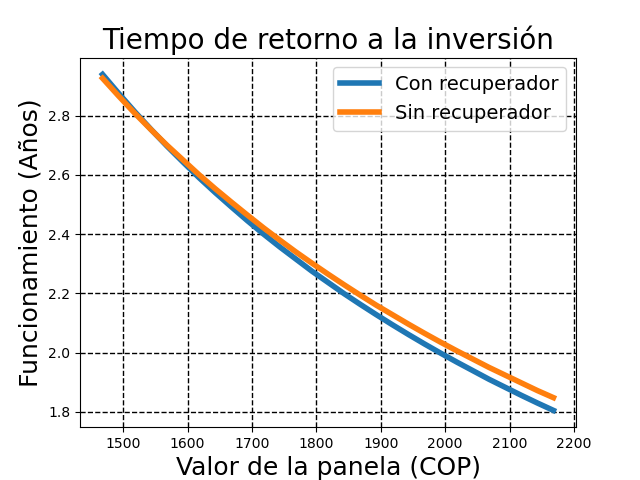 Tiempo de retorno a la inversión
Con recuperador
Sin recuperador
Funcionamiento (Años)
2.8
2.6
2.4
2.2
2.0
1.8
1500 1600 1700 1800 1900 2000 2100 2200
Valor de la panela (COP)